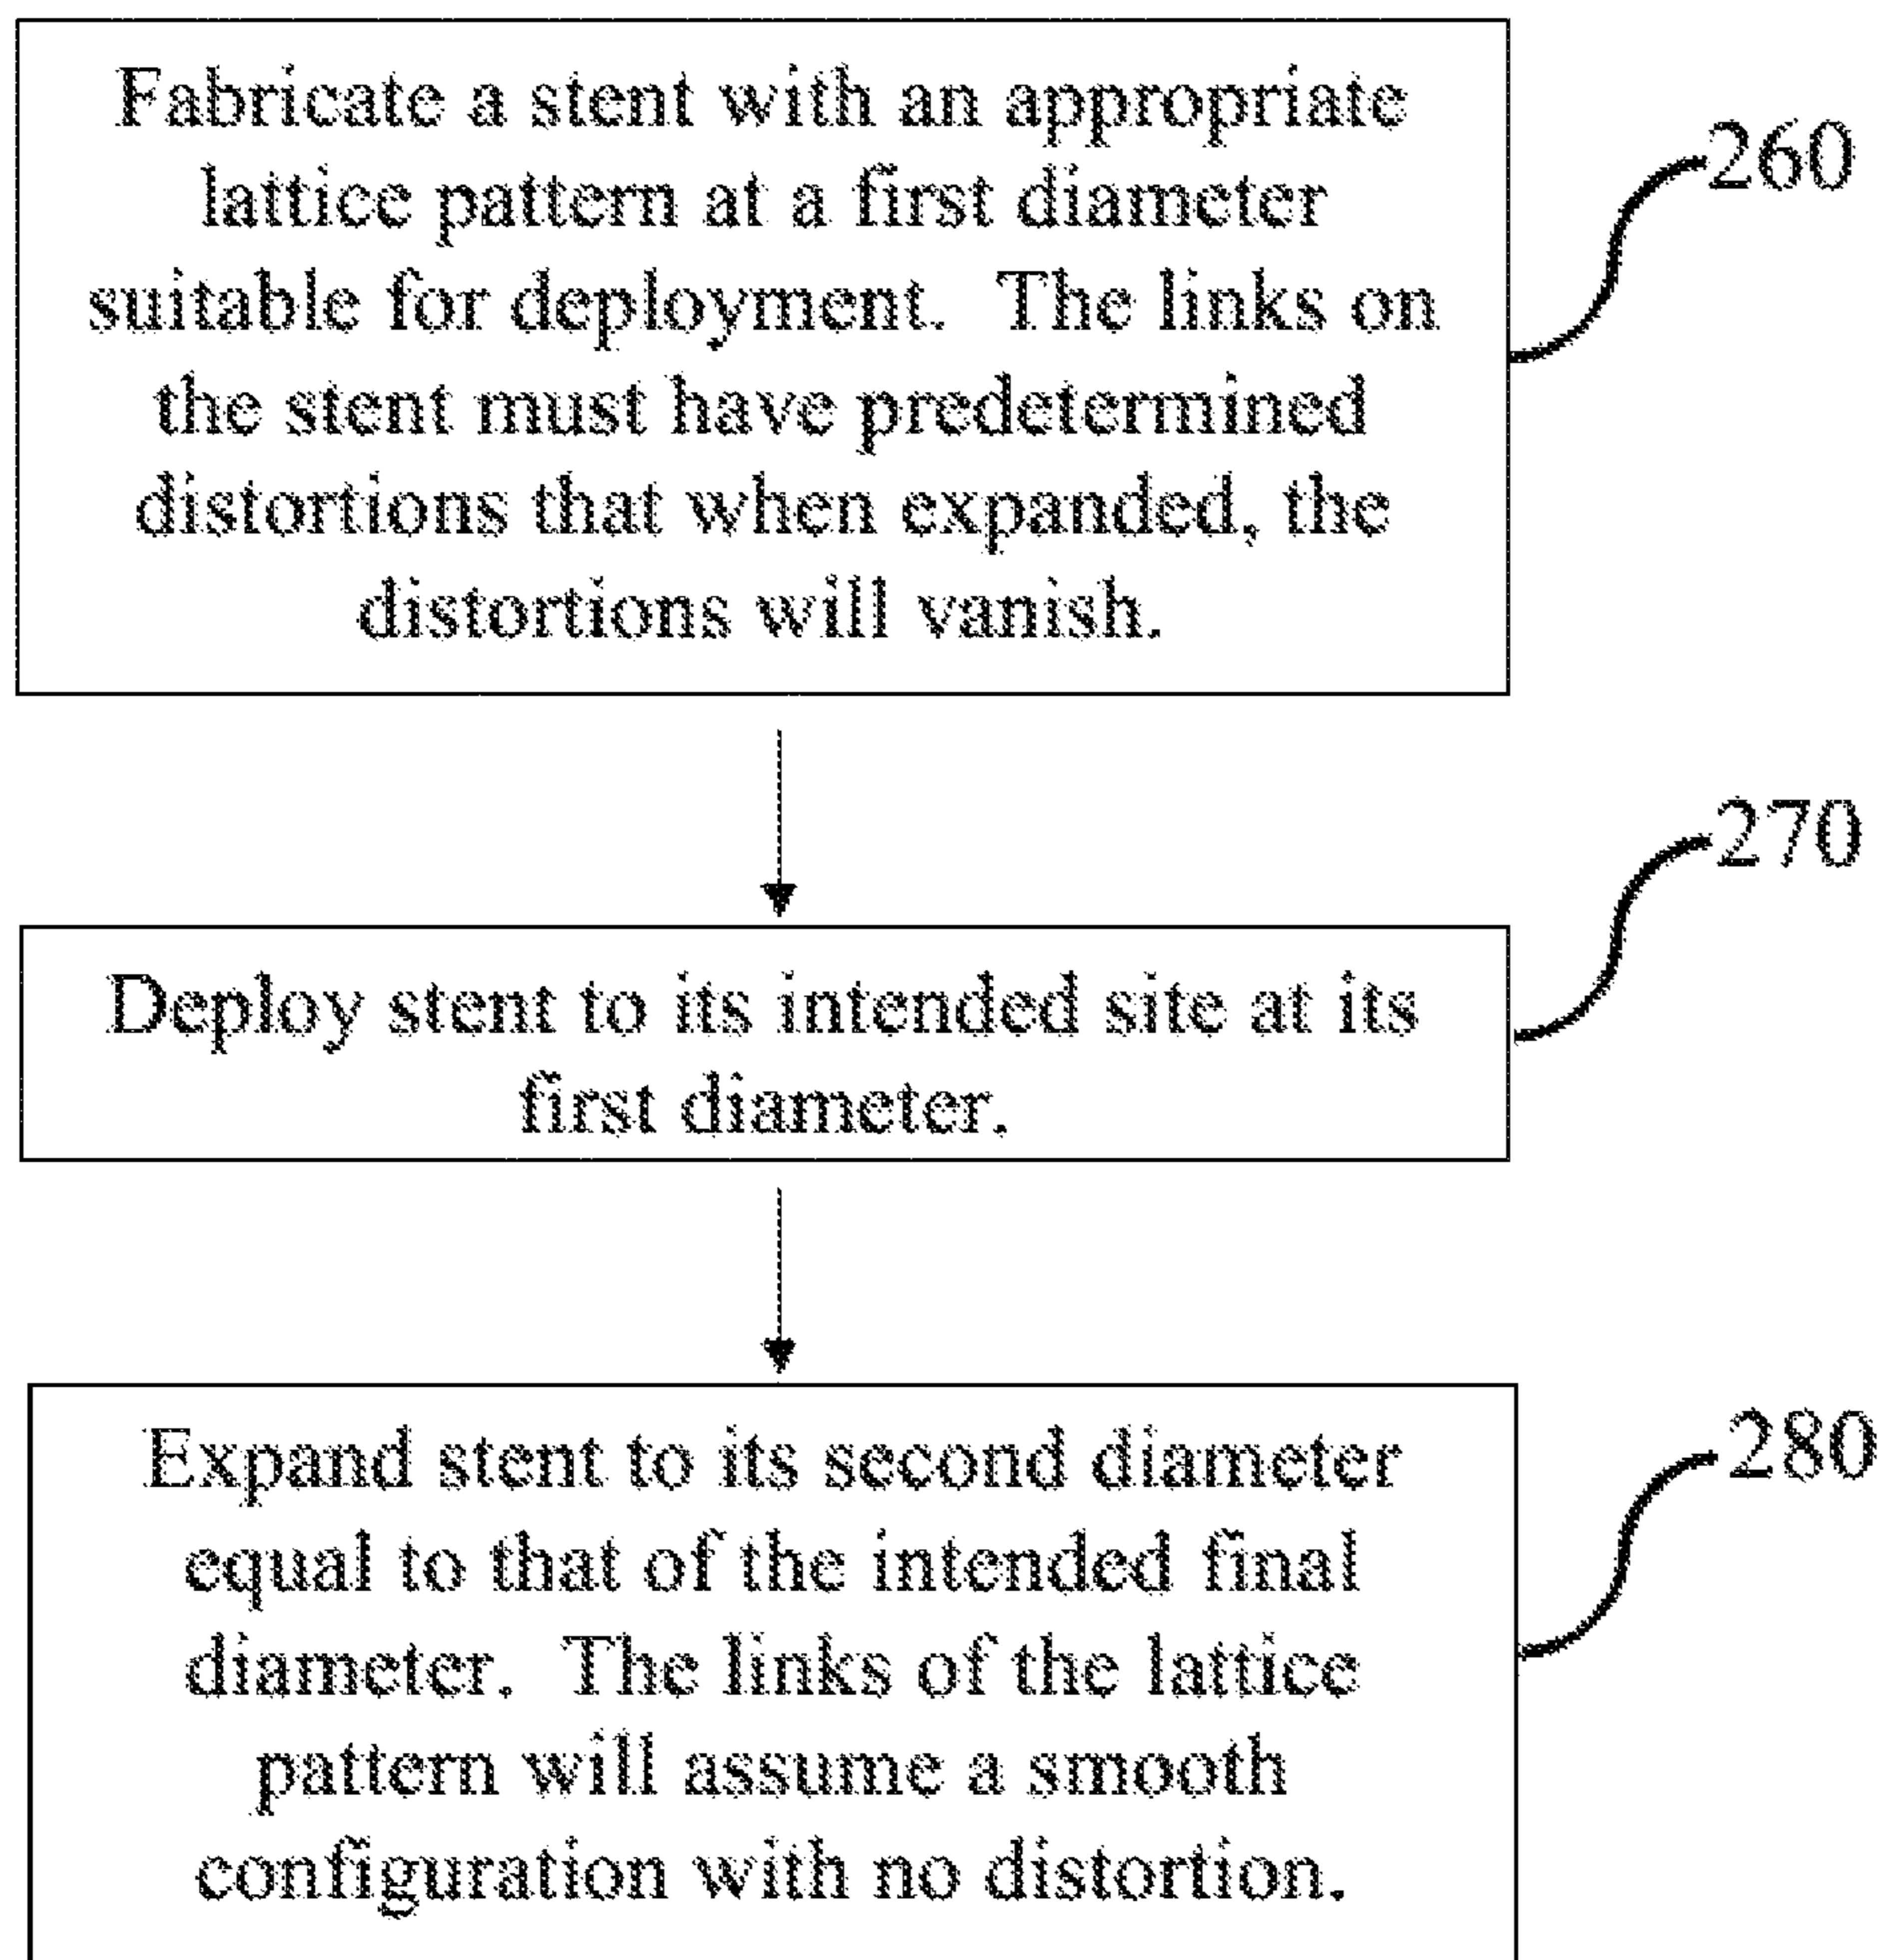 Fabricate a stent with an appropriate
lattice pattern at a first diameter
suitable for deployment. The links on
the stent must have predetermined
distortions that when expanded, the
distortions will vanish.
260
Deploy stent to its intended site at its
first diameter.
270
Expand stent to its second diameter
equal to that of the intended final
diameter. The links of the lattice
pattern will assume a smooth
configuration with no distortion.
280